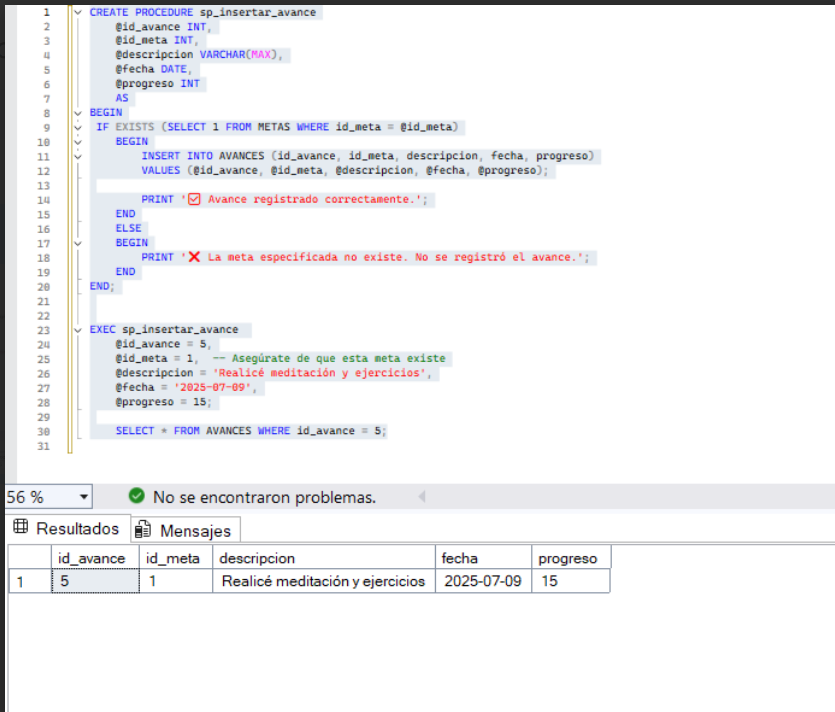 1 CREATE PROCEDURE sp_insertar_avance
2 @id_avance INT,
3 @id_meta INT,
4 @descripcion VARCHAR(MAX),
5 @fecha DATE,
6 @progreso INT
7 AS
8 BEGIN
9 IF EXISTS (SELECT 1 FROM METAS WHERE id_meta = @id_meta)
10 BEGIN
11 INSERT INTO AVANCES (id_avance, id_meta, descripcion, fecha, progreso)
12 VALUES (@id_avance, @id_meta, @descripcion, @fecha, @progreso);
13
14 PRINT '☑ Avance registrado correctamente.';
15 END
16 ELSE
17 BEGIN
18 PRINT '❌ La meta especificada no existe. No se registró el avance.';
19 END
20 END;
21
22
23 EXEC sp_insertar_avance
24 @id_avance = 5,
25 @id_meta = 1, -- Asegúrate de que esta meta existe
26 @descripcion = 'Realicé meditación y ejercicios',
27 @fecha = '2025-07-09',
28 @progreso = 15;
29
30 SELECT * FROM AVANCES WHERE id_avance = 5;
31
56 % No se encontraron problemas.
Resultados Mensajes
id_avance id_meta descripcion fecha progreso
1 5 1 Realicé meditación y ejercicios 2025-07-09 15